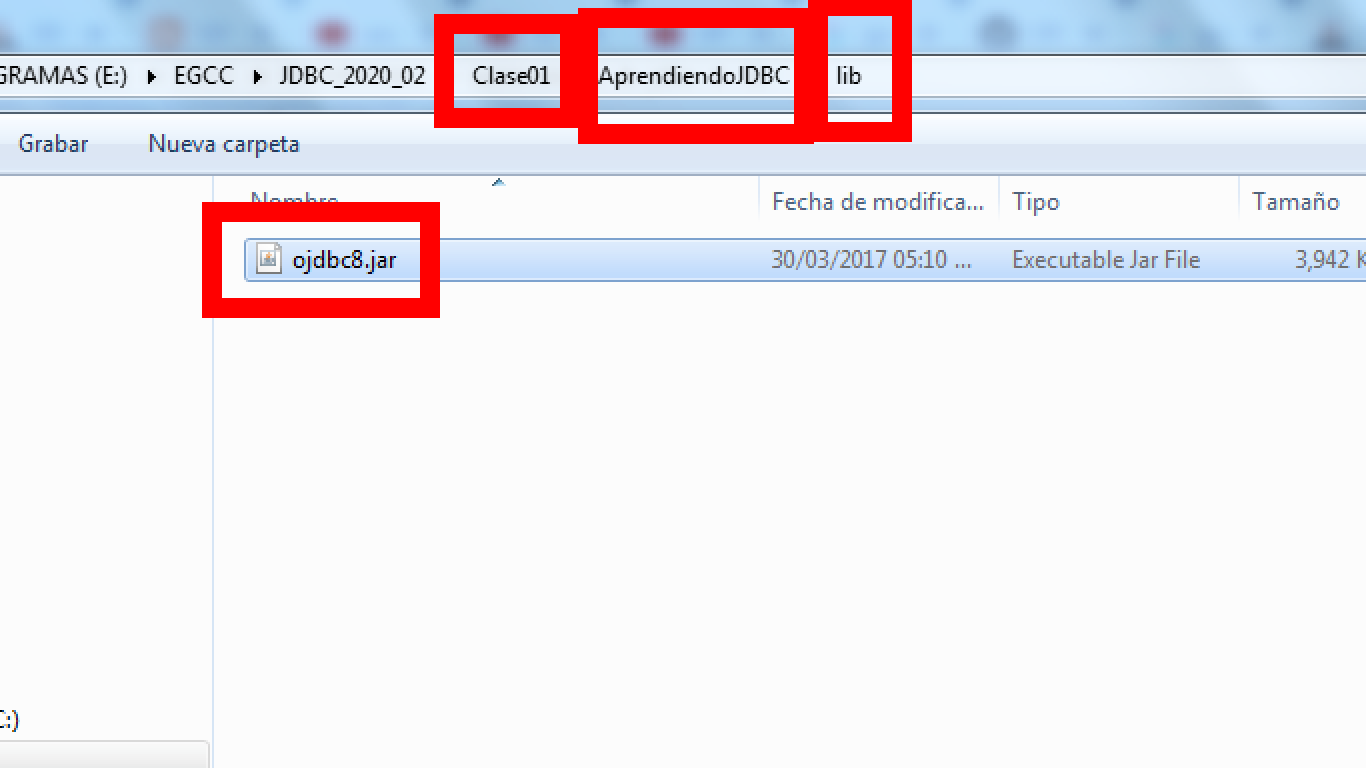 GRAMAS (E:) EGCC JDBC_2020_02 Clase01 AprendiendoJDBC lib
Grabar Nueva carpeta
Nombre Fecha de modifica... Tipo Tamaño
ojdbc8.jar 30/03/2017 05:10 ... Executable Jar File 3,942 K
C:)